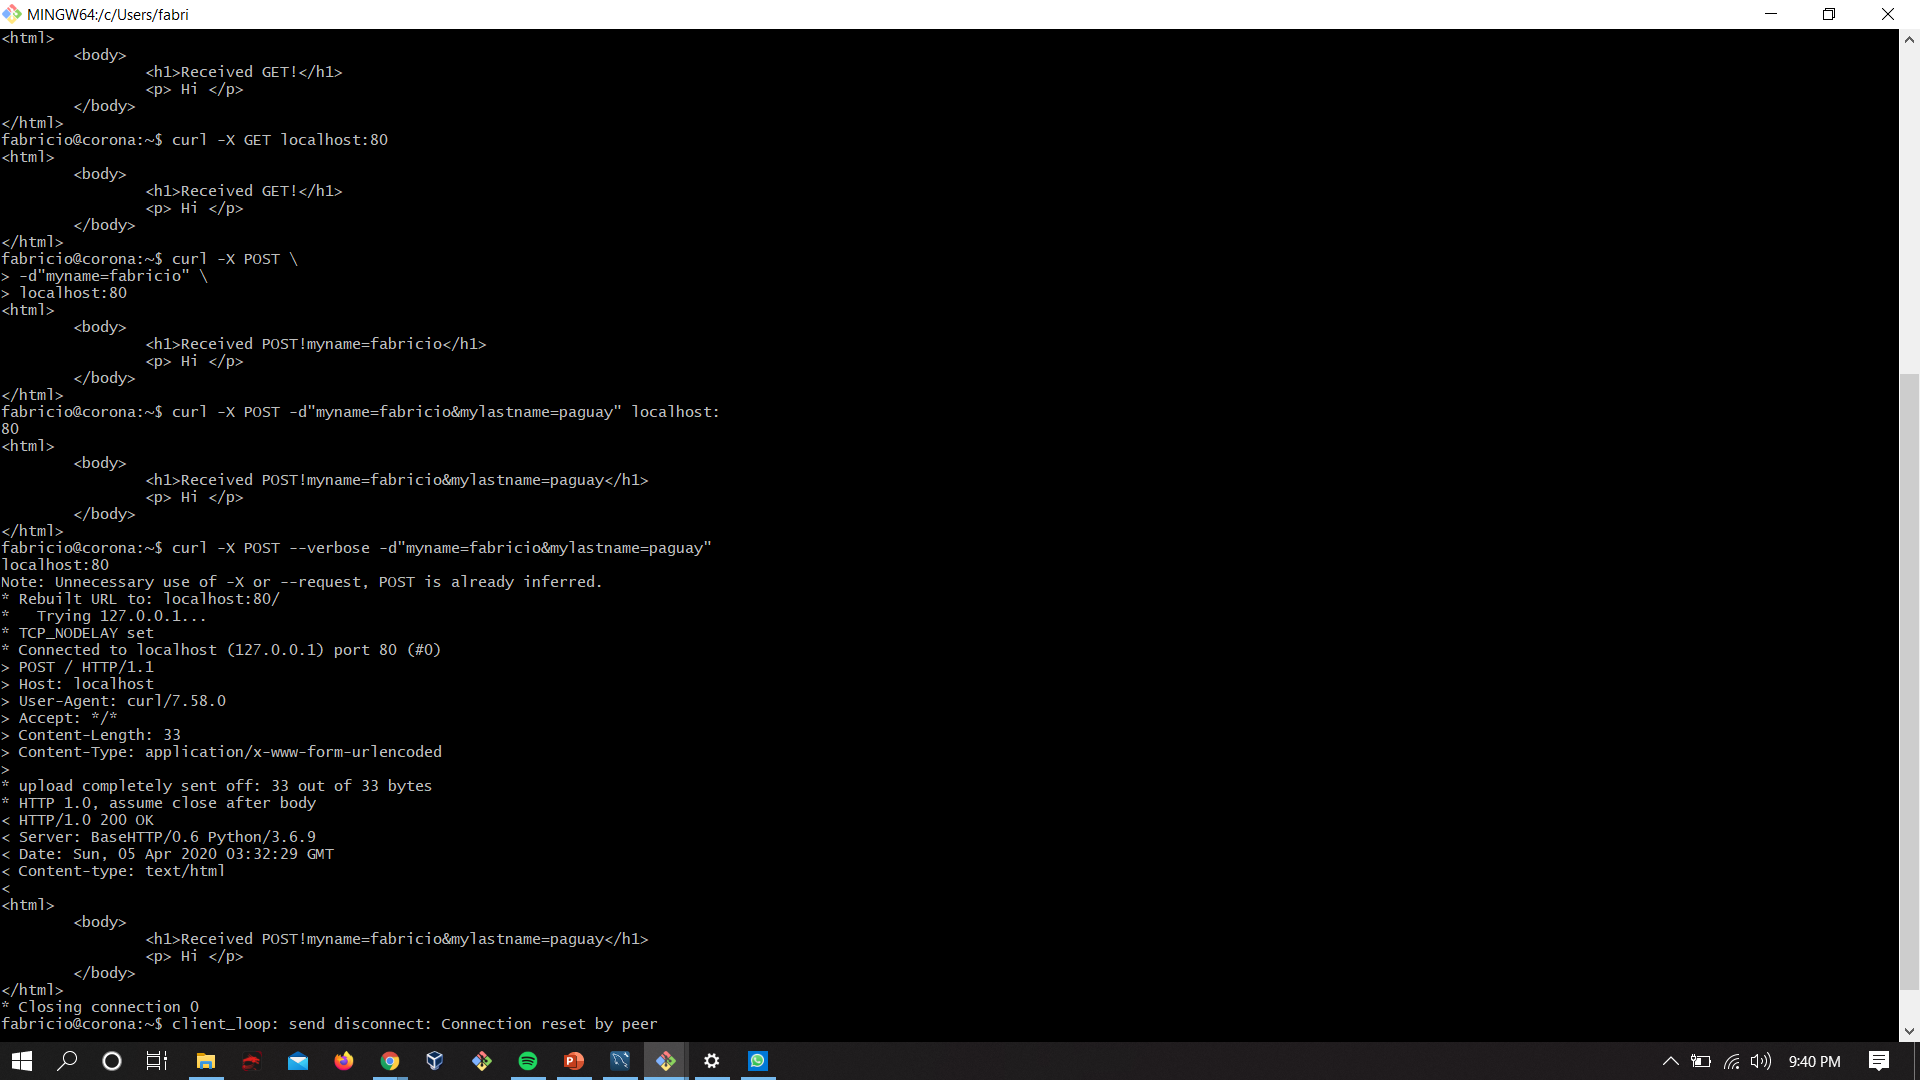 MINGW64:/c/Users/fabri
<html>
<body>
<h1>Received GET!</h1>
<p> Hi </p>
</body>
</html>
fabricio@corona:~$ curl -X GET localhost:80
<html>
<body>
<h1>Received GET!</h1>
<p> Hi </p>
</body>
</html>
fabricio@corona:~$ curl -X POST \
> -d"myname=fabricio" \
> localhost:80
<html>
<body>
<h1>Received POST!myname=fabricio</h1>
<p> Hi </p>
</body>
</html>
fabricio@corona:~$ curl -X POST -d"myname=fabricio&mylastname=paguay" localhost:
80
<html>
<body>
<h1>Received POST!myname=fabricio&mylastname=paguay</h1>
<p> Hi </p>
</body>
</html>
fabricio@corona:~$ curl -X POST --verbose -d"myname=fabricio&mylastname=paguay"
localhost:80
Note: Unnecessary use of -X or --request, POST is already inferred.
* Rebuilt URL to: localhost:80/
*   Trying 127.0.0.1...
* TCP_NODELAY set
* Connected to localhost (127.0.0.1) port 80 (#0)
> POST / HTTP/1.1
> Host: localhost
> User-Agent: curl/7.58.0
> Accept: */*
> Content-Length: 33
> Content-Type: application/x-www-form-urlencoded
>
* upload completely sent off: 33 out of 33 bytes
* HTTP 1.0, assume close after body
< HTTP/1.0 200 OK
< Server: BaseHTTP/0.6 Python/3.6.9
< Date: Sun, 05 Apr 2020 03:32:29 GMT
< Content-type: text/html
<
<html>
<body>
<h1>Received POST!myname=fabricio&mylastname=paguay</h1>
<p> Hi </p>
</body>
</html>
* Closing connection 0
fabricio@corona:~$ client_loop: send disconnect: Connection reset by peer
9:40 PM